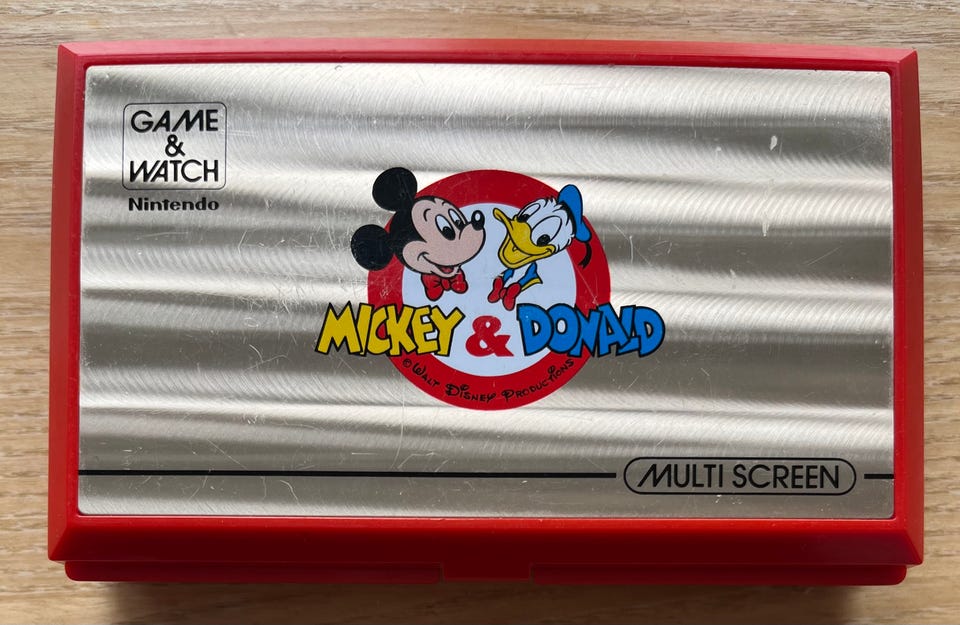 GAME
&
WATCH
Nintendo
MICKEY & DONALD
© WALT DISNEY PRODUCTIONS
MULTI SCREEN